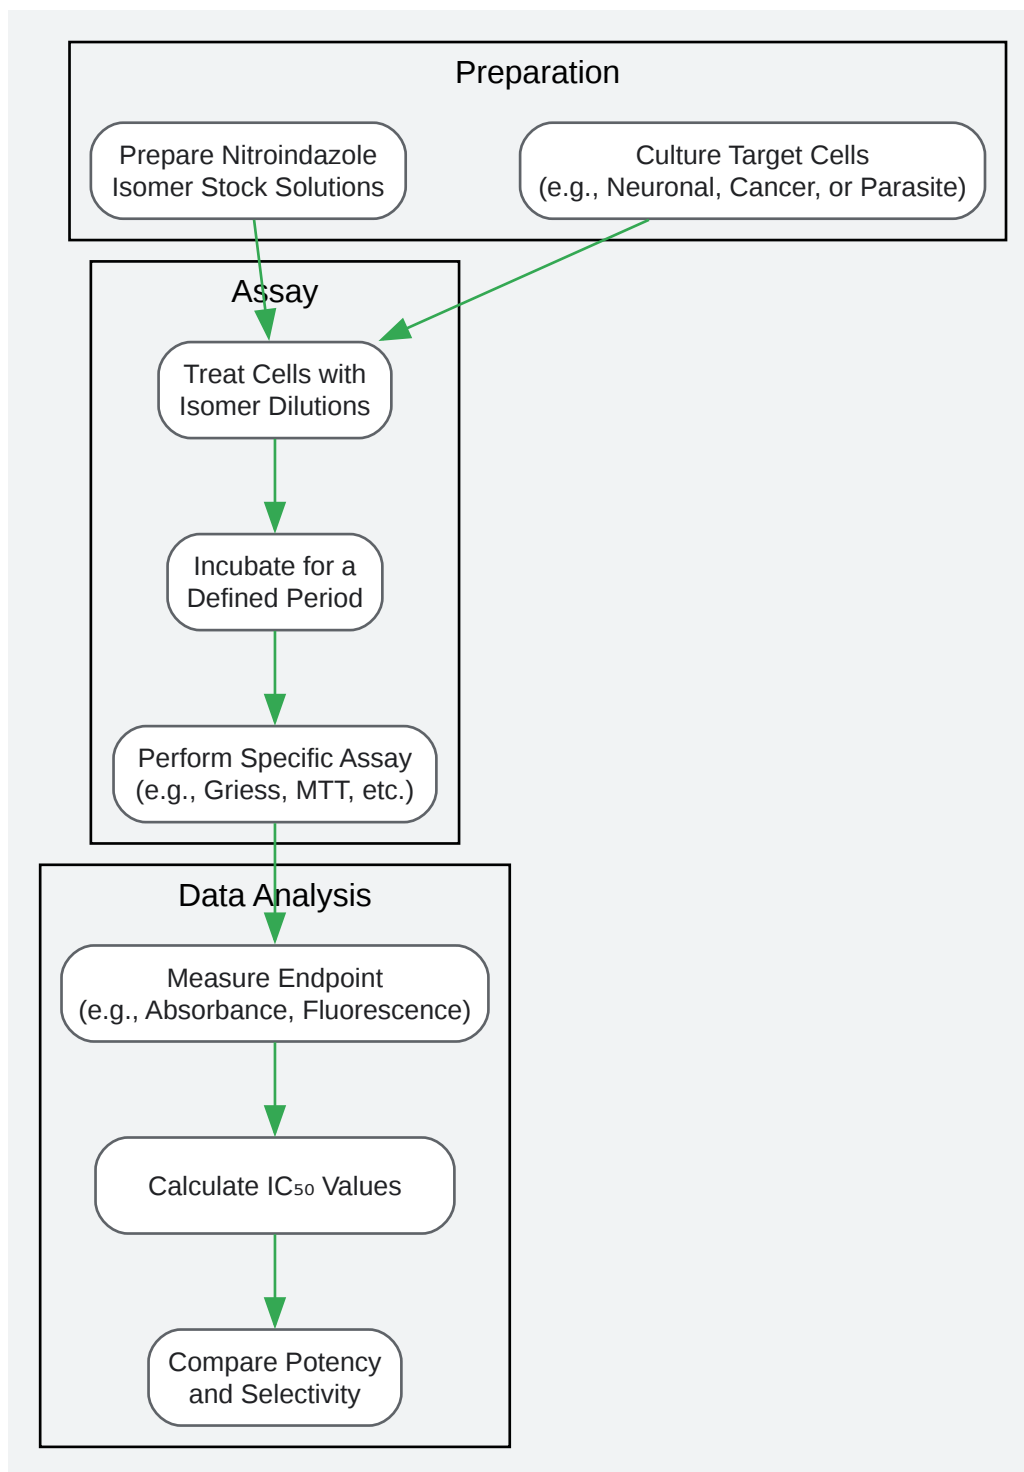 Preparation
Prepare Nitroindazole
Isomer Stock Solutions
Culture Target Cells
(e.g., Neuronal, Cancer, or Parasite)
Assay
Treat Cells with
Isomer Dilutions
Incubate for a
Defined Period
Perform Specific Assay
(e.g., Griess, MTT, etc.)
Data Analysis
Measure Endpoint
(e.g., Absorbance, Fluorescence)
Calculate IC₅₀ Values
Compare Potency
and Selectivity